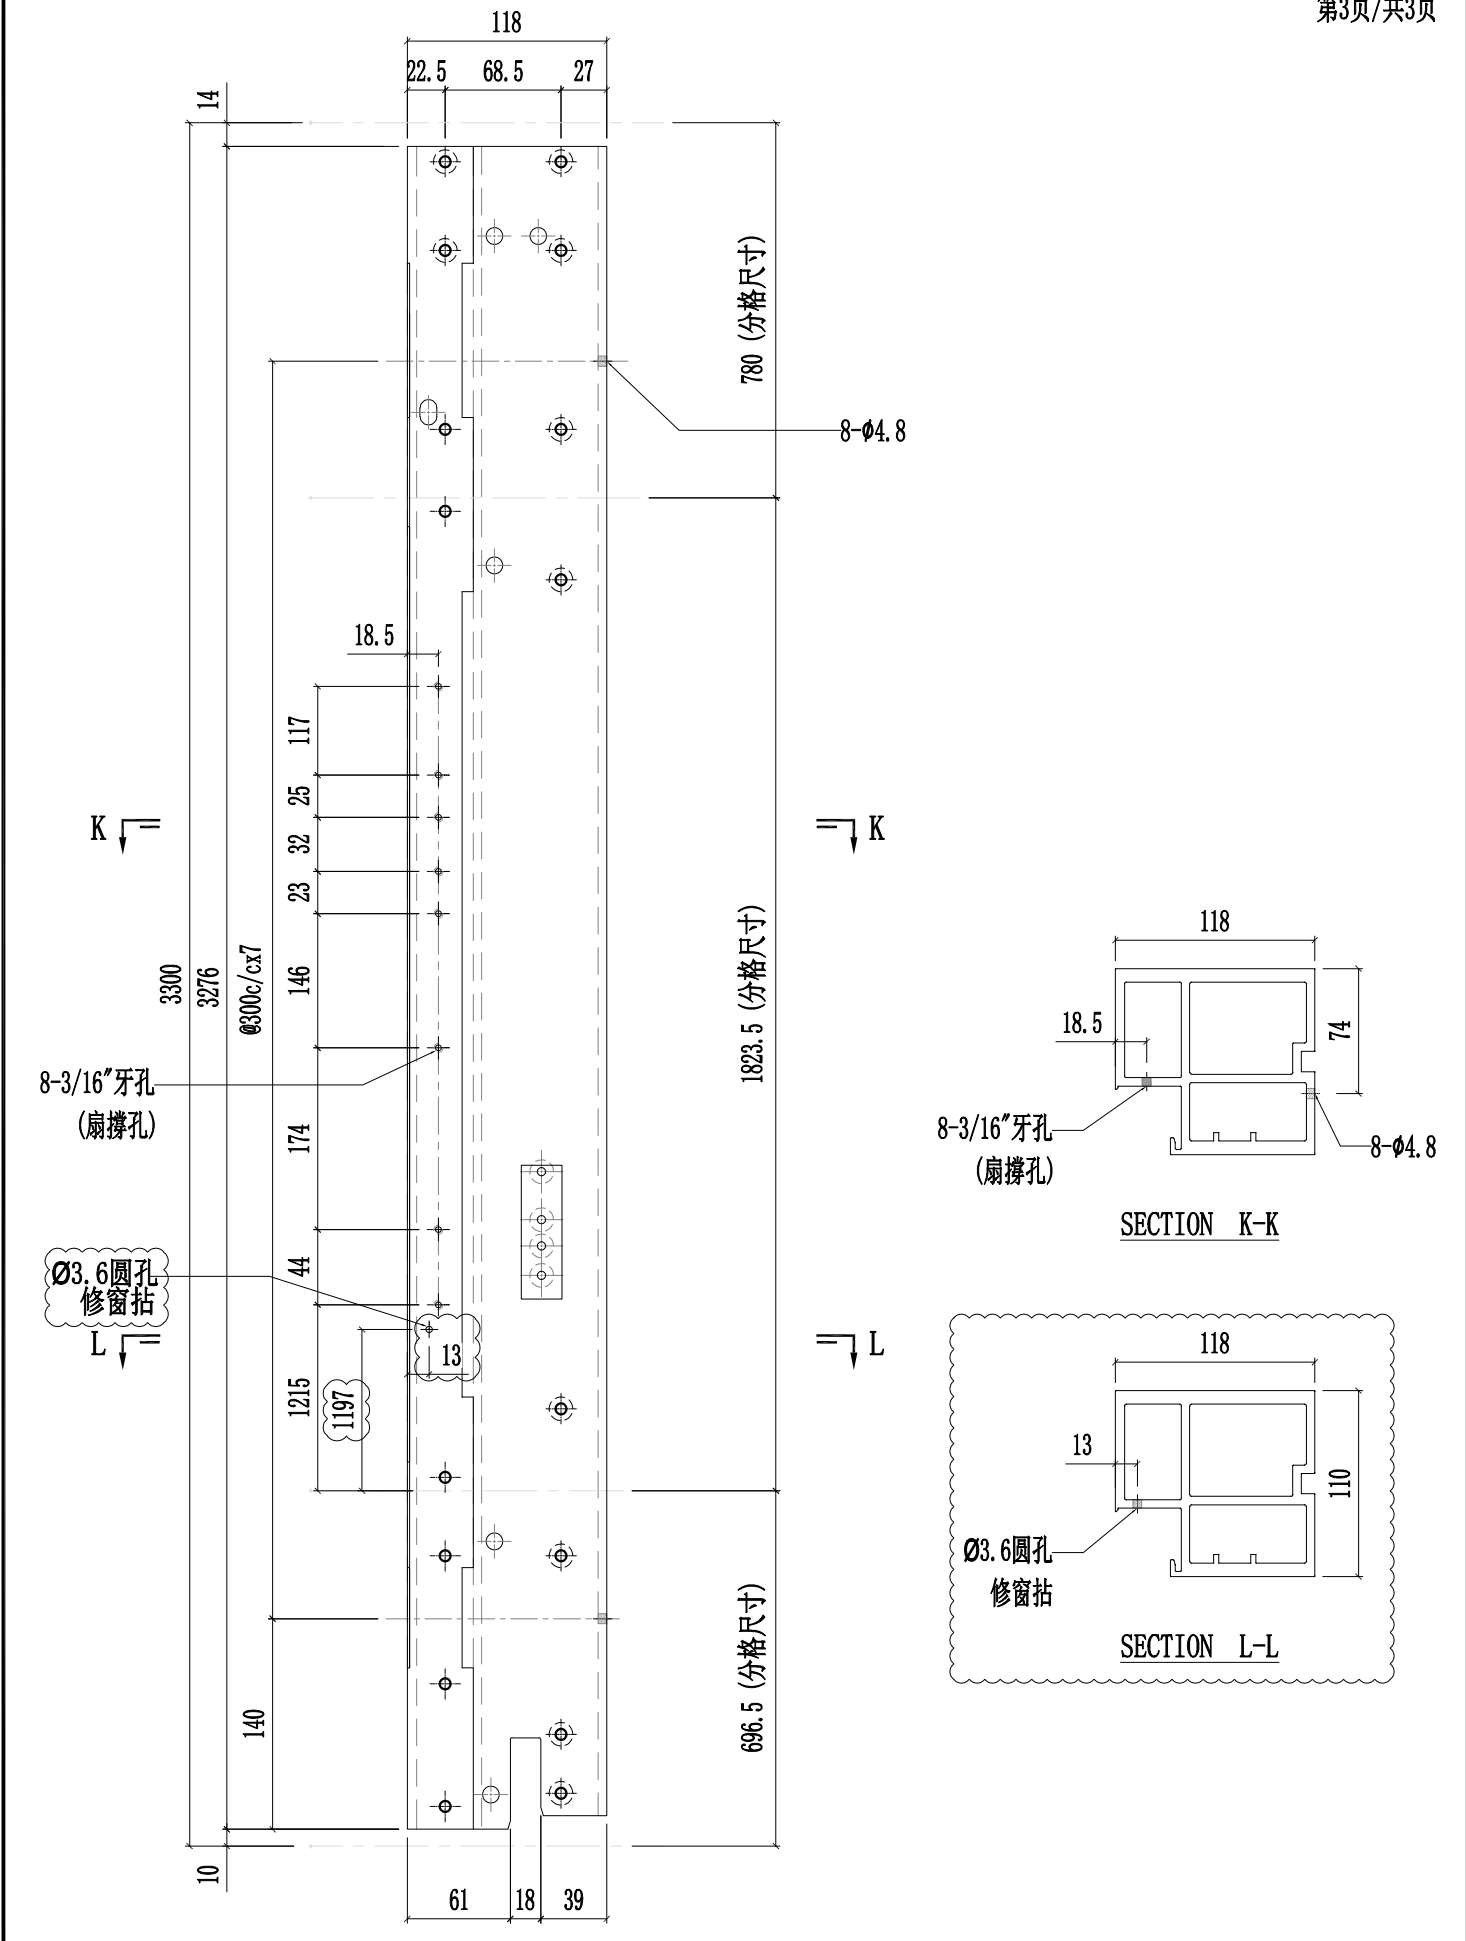 第3页/共3页
118
22.5
68.5
27
14
780 (分格尺寸)
8-ϕ4.8
18.5
117
25
32
23
146
174
44
1215
K
K
3300
3276
@300c/cx7
1823.5 (分格尺寸)
8-3/16"牙孔
(扇撑孔)
Ø3.6圆孔
修窗拈
L
L
13
1197
140
696.5 (分格尺寸)
10
61
18
39
118
18.5
74
8-3/16"牙孔
(扇撑孔)
8-ϕ4.8
SECTION K-K
118
13
110
Ø3.6圆孔
修窗拈
SECTION L-L